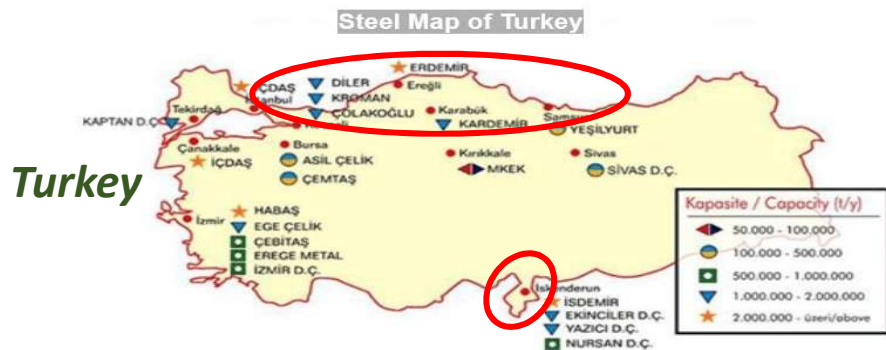 Steel Map of Turkey
ERDEMİR
İÇDAŞ
DİLER
Ereğli
İstanbul
KROMAN
Tekirdağ
ÇOLAKOĞLU
Karabük
Samsun
KAPTAN D.Ç.
KARDEMİR
YEŞİLYURT
Çanakkale
Bursa
Kırıkkale
Sivas
İÇDAŞ
ASİL ÇELİK
MKEK
SİVAS D.Ç.
ÇEMTAŞ
Turkey
İzmir
HABAŞ
EGE ÇELİK
ÇEBİTAŞ
EREGE METAL
İZMİR D.Ç.
Kapasite / Capacity (t/y)
50.000 - 100.000
100.000 - 500.000
500.000 - 1.000.000
1.000.000 - 2.000.000
2.000.000 - üzeri/above
İskenderun
İSDEMİR
EKİNCİLER D.Ç.
YAZICI D.Ç.
NURSAN D.Ç.